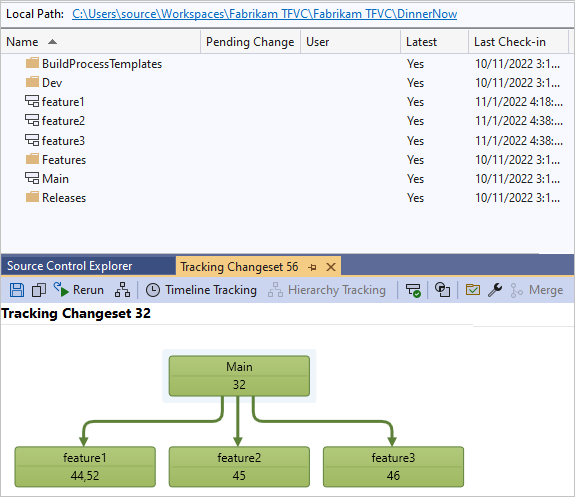 Local Path: C:\Users\source\Workspaces\Fabrikam TFVC\Fabrikam TFVC\DinnerNow
Name Pending Change User Latest Last Check-in
BuildProcessTemplates Yes 10/11/2022 3:1...
Dev Yes 10/11/2022 3:1...
feature1 Yes 11/1/2022 4:18:...
feature2 Yes 11/1/2022 4:38:...
feature3 Yes 11/1/2022 4:38:...
Features Yes 10/11/2022 3:1...
Main Yes 10/11/2022 3:1...
Releases Yes 10/11/2022 3:1...
Source Control Explorer Tracking Changeset 56
Rerun Timeline Tracking Hierarchy Tracking Merge
Tracking Changeset 32
Main
32
feature1 feature2 feature3
44,52 45 46